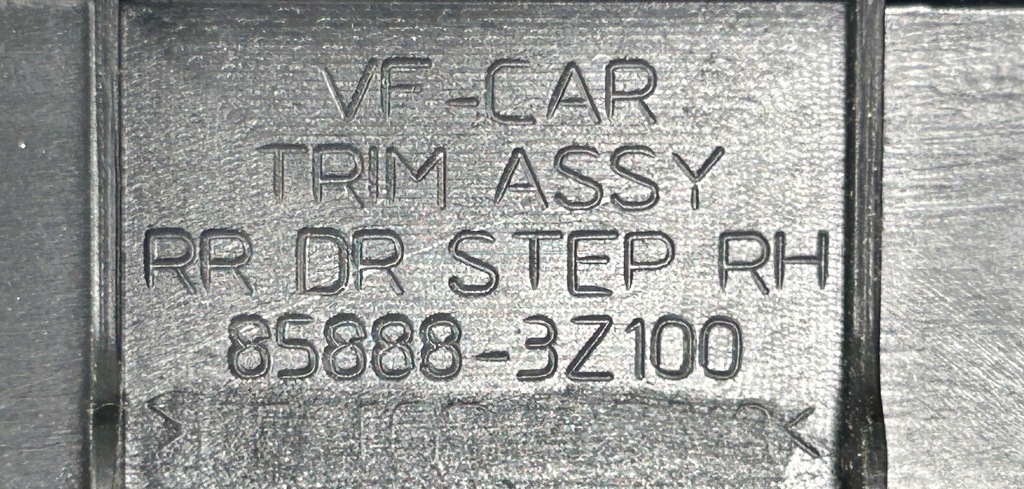 VF-CAR
TRIM ASSY
RR DR STEP RH
85888-3Z100